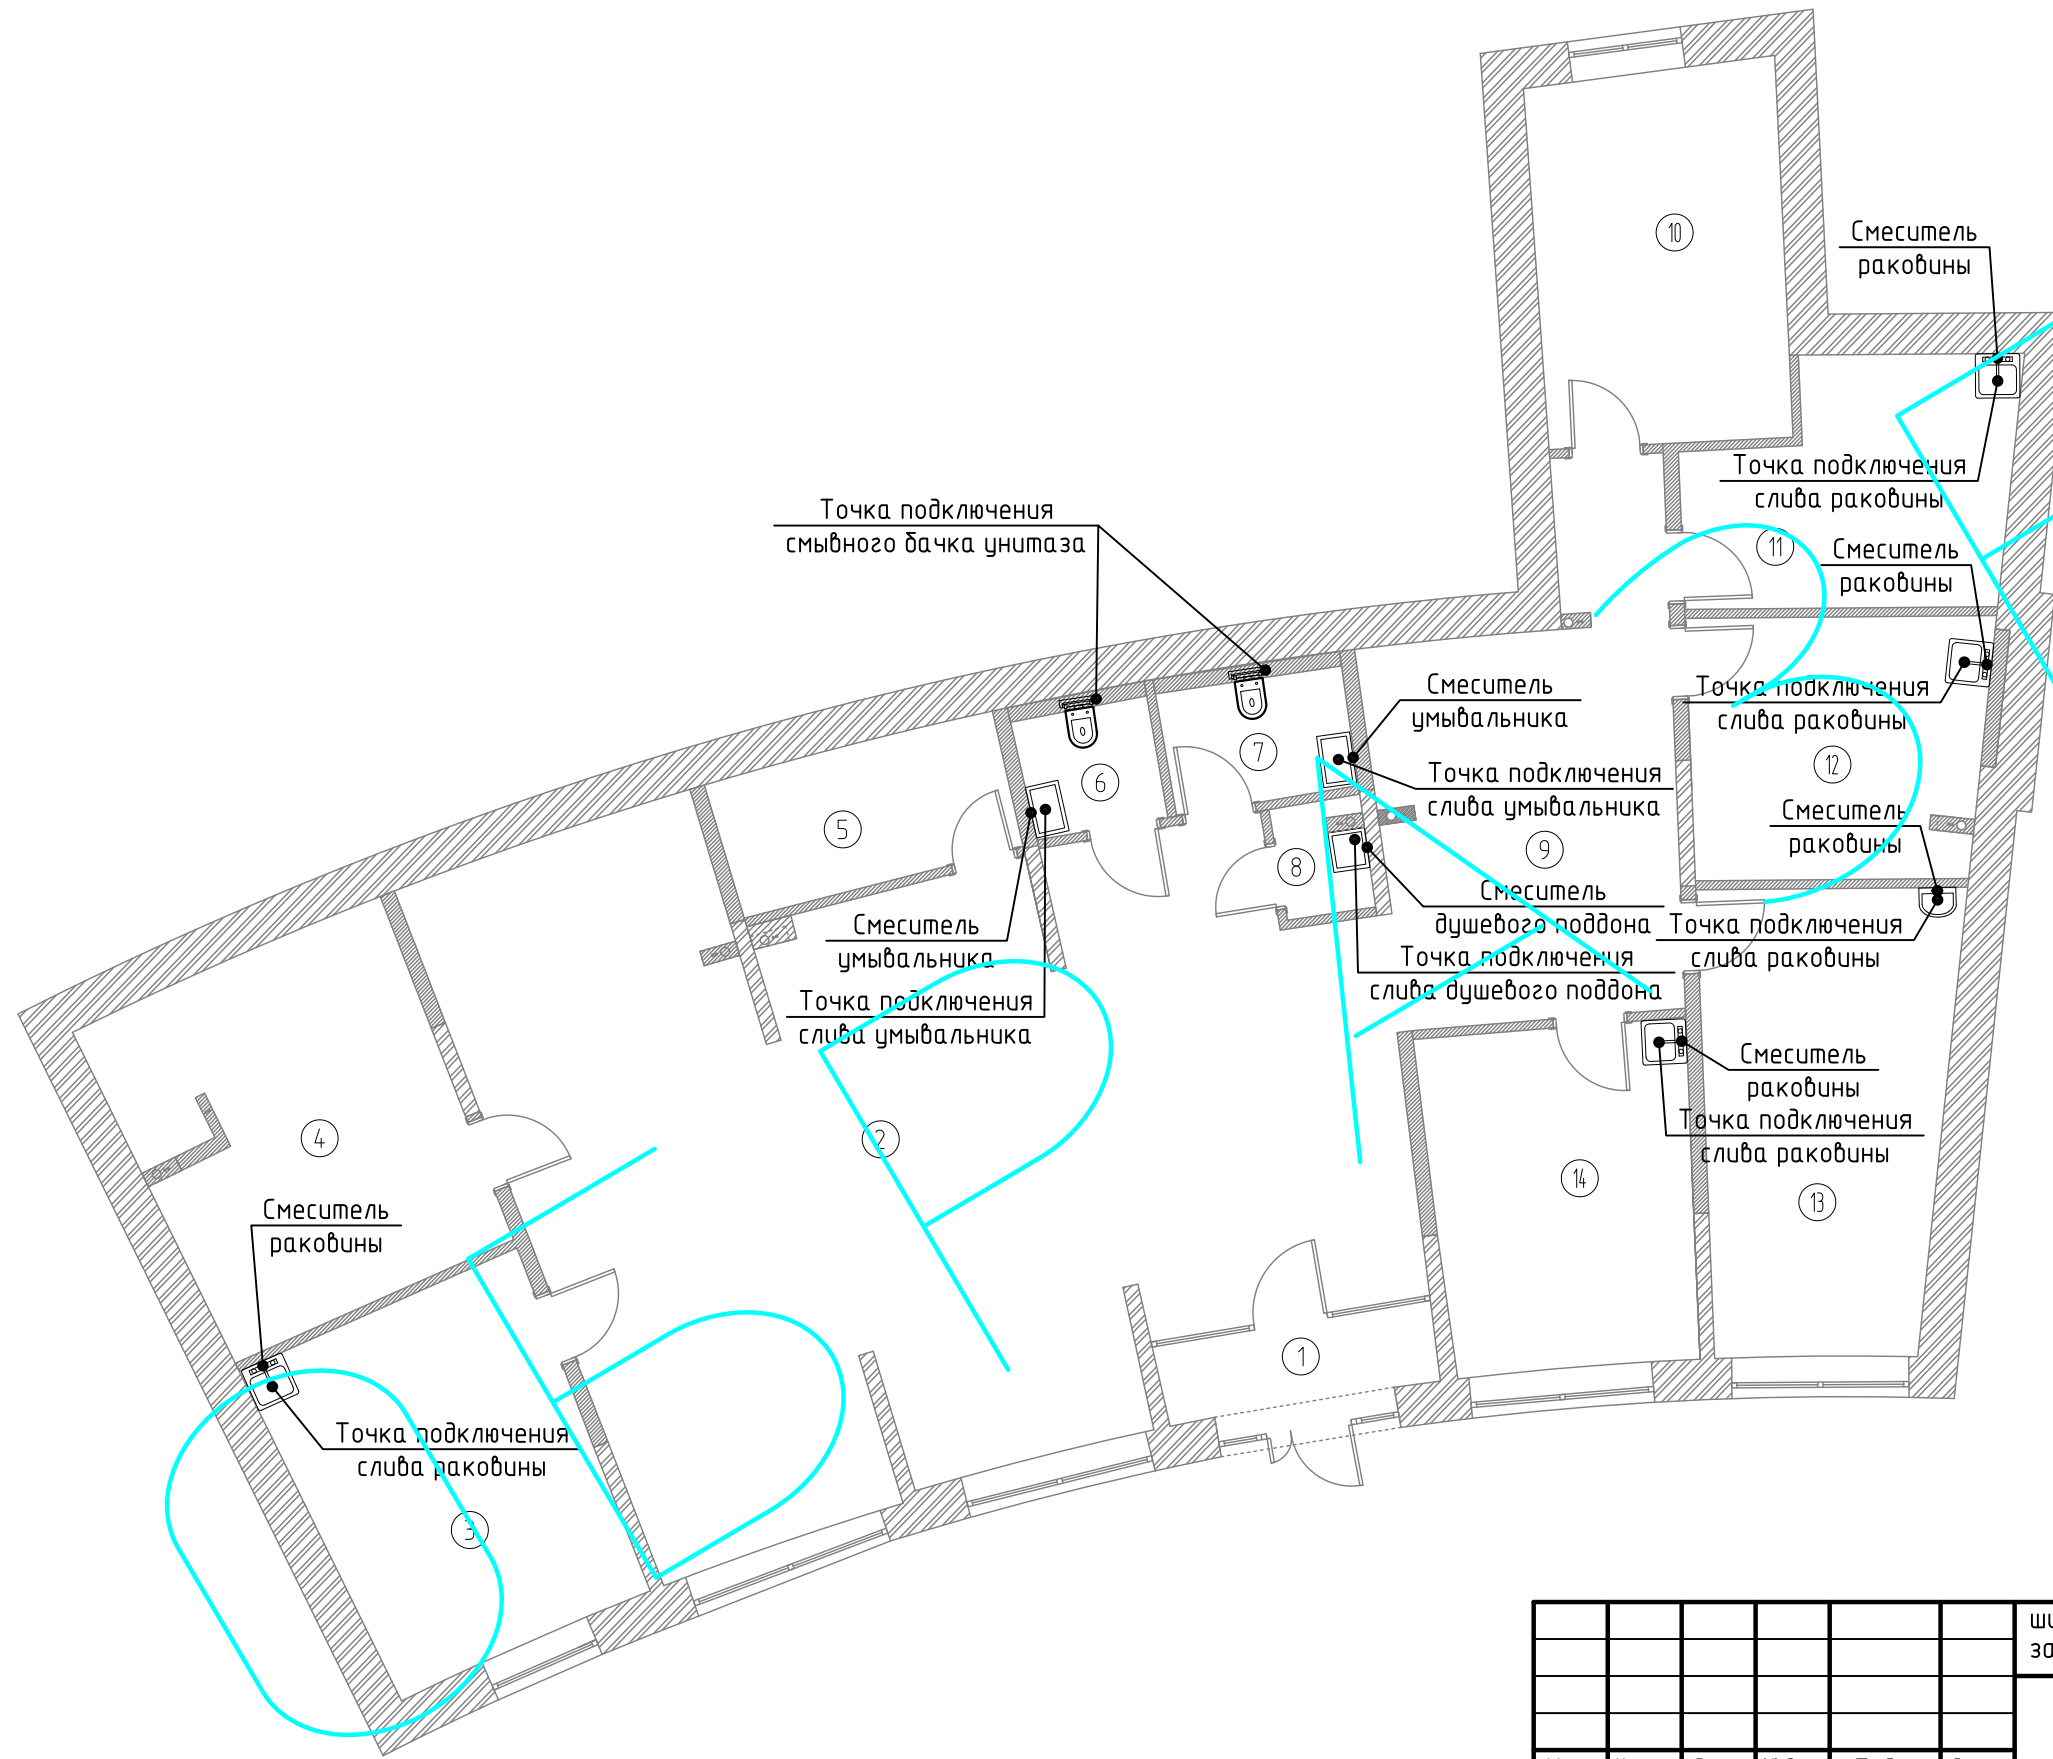 10
Смеситель
раковины
Точка подключения
слива раковины
Точка подключения
смывного бачка унитаза
11
Смеситель
раковины
Смеситель
умывальника
Точка подключения
слива раковины
7
6
12
Точка подключения
слива умывальника
5
9
8
Смеситель
раковины
Смеситель
душевого поддона
Смеситель
умывальника
Точка подключения
слива раковины
Точка подключения
слива душевого поддона
Точка подключения
слива умывальника
Смеситель
раковины
Точка подключения
слива раковины
4
2
14
13
Смеситель
раковины
1
Точка подключения
слива раковины
3